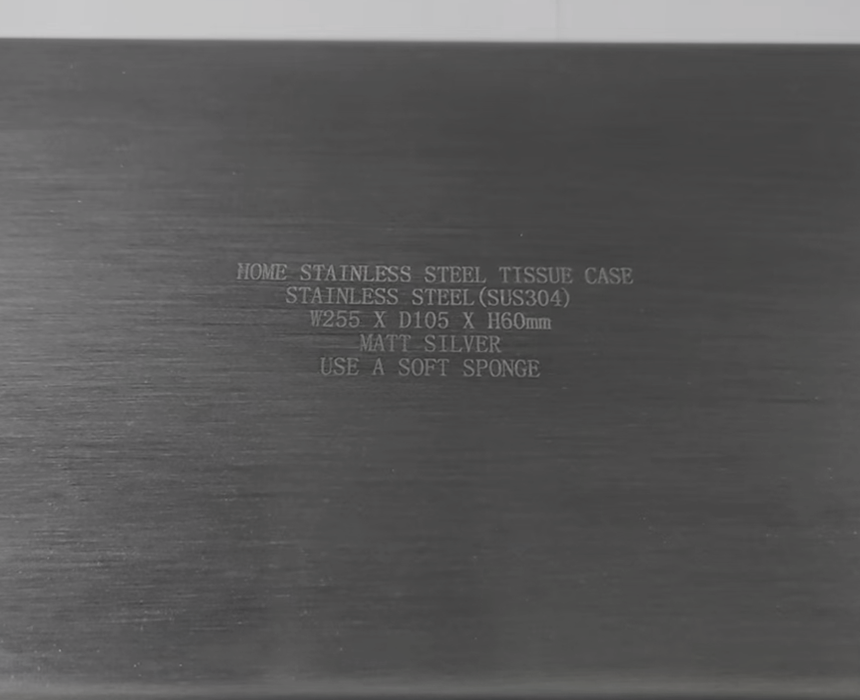 HOME STAINLESS STEEL TISSUE CASE
STAINLESS STEEL(SUS304)
W255 X D105 X H60mm
MATT SILVER
USE A SOFT SPONGE